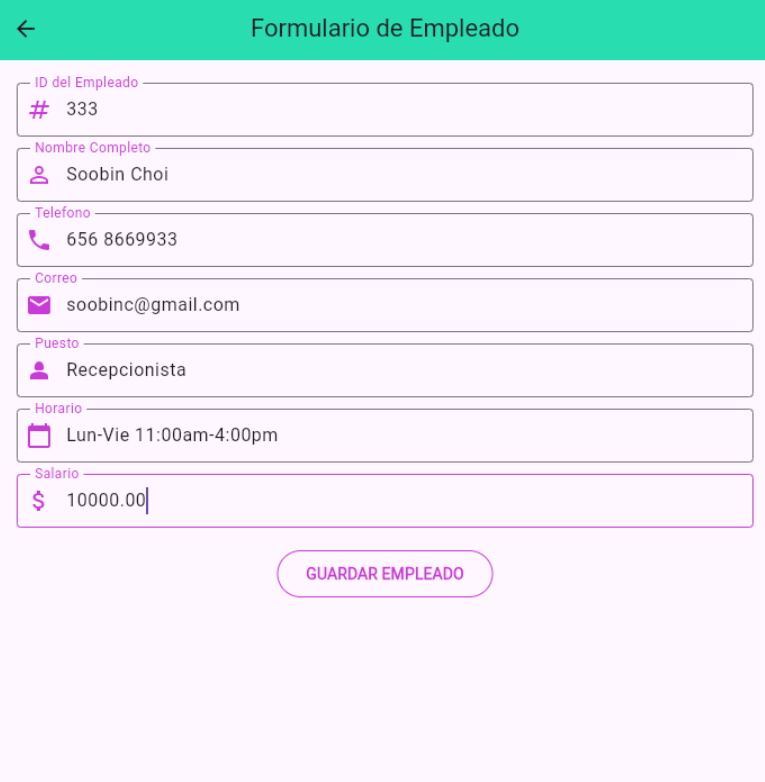 Formulario de Empleado
ID del Empleado
333
Nombre Completo
Soobin Choi
Telefono
656 8669933
Correo
soobinc@gmail.com
Puesto
Recepcionista
Horario
Lun-Vie 11:00am-4:00pm
Salario
10000.00
GUARDAR EMPLEADO